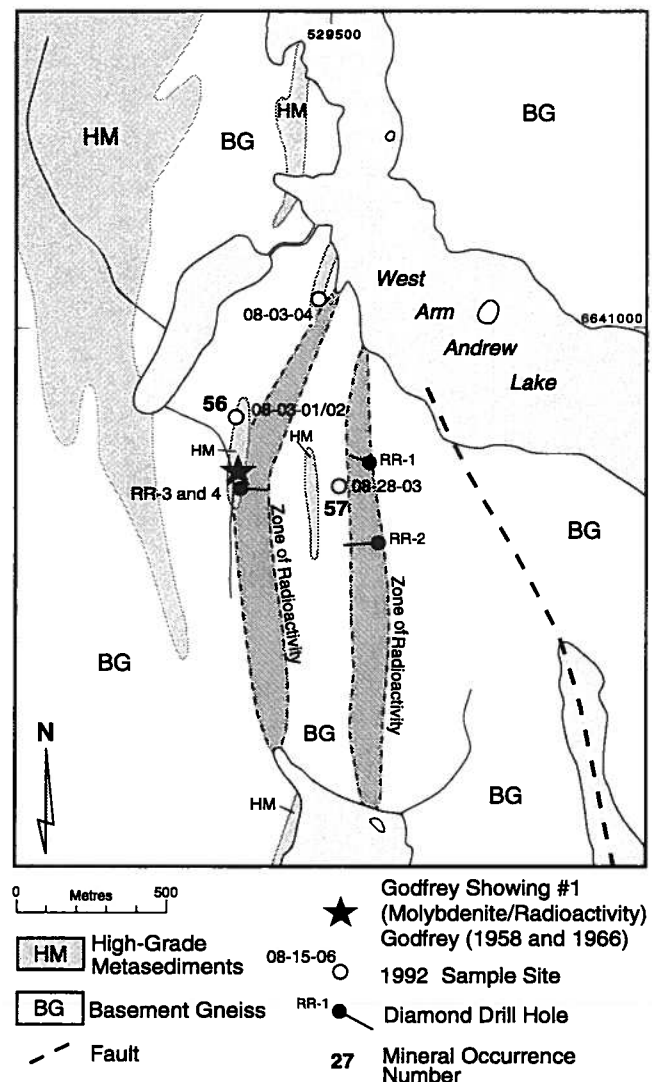 529500
HM
BG
HM
BG
West
Arm
Andrew
Lake
6641000
08-03-04
56
08-03-01/02
HM
HM
RR-1
RR-3 and 4
08-28-03
57
RR-2
BG
Zone of Radioactivity
Zone of Radioactivity
BG
N
BG
BG
HM
0 Metres 500
HM High-Grade
Metasediments
BG Basement Gneiss
Fault
Godfrey Showing #1
(Molybdenite/Radioactivity)
Godfrey (1958 and 1966)
08-15-06
1992 Sample Site
RR-1
Diamond Drill Hole
27 Mineral Occurrence
Number